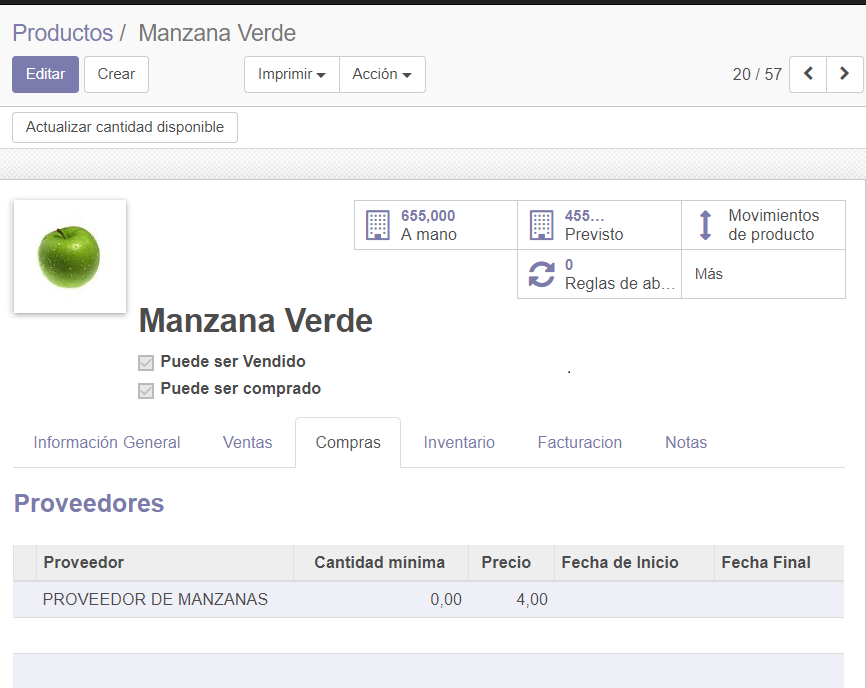 Productos / Manzana Verde
Editar Crear Imprimir Acción 20 / 57
Actualizar cantidad disponible
655,000
A mano
455...
Previsto
Movimientos
de producto
0
Reglas de ab...
Más
Manzana Verde
Puede ser Vendido
Puede ser comprado
.
Información General Ventas Compras Inventario Facturacion Notas
Proveedores
Proveedor Cantidad mínima Precio Fecha de Inicio Fecha Final
PROVEEDOR DE MANZANAS 0,00 4,00